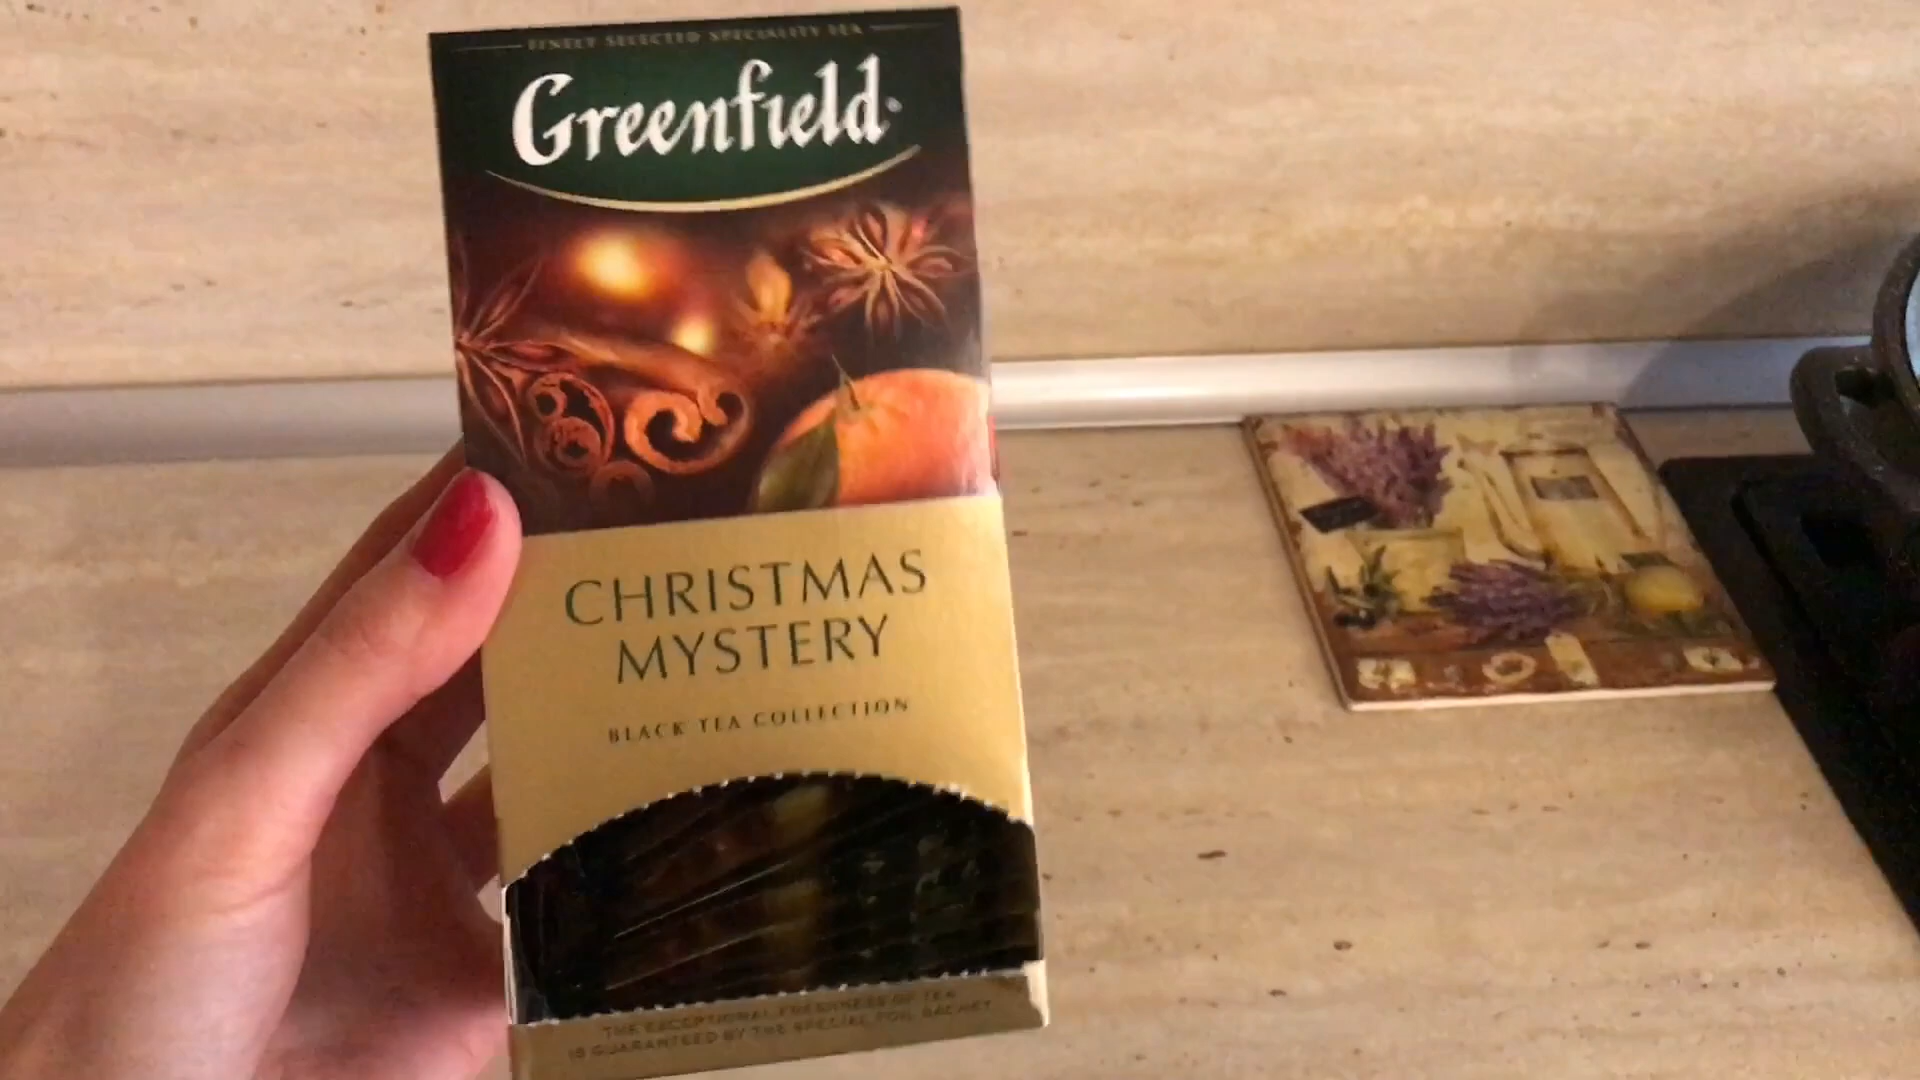 FINELY SELECTED SPECIALITY TEA
Greenfield
CHRISTMAS
MYSTERY
BLACK TEA COLLECTION
THE EXCEPTIONAL FRESHNESS OF TEA
IS GUARANTEED BY THE SPECIAL FOIL SACHET